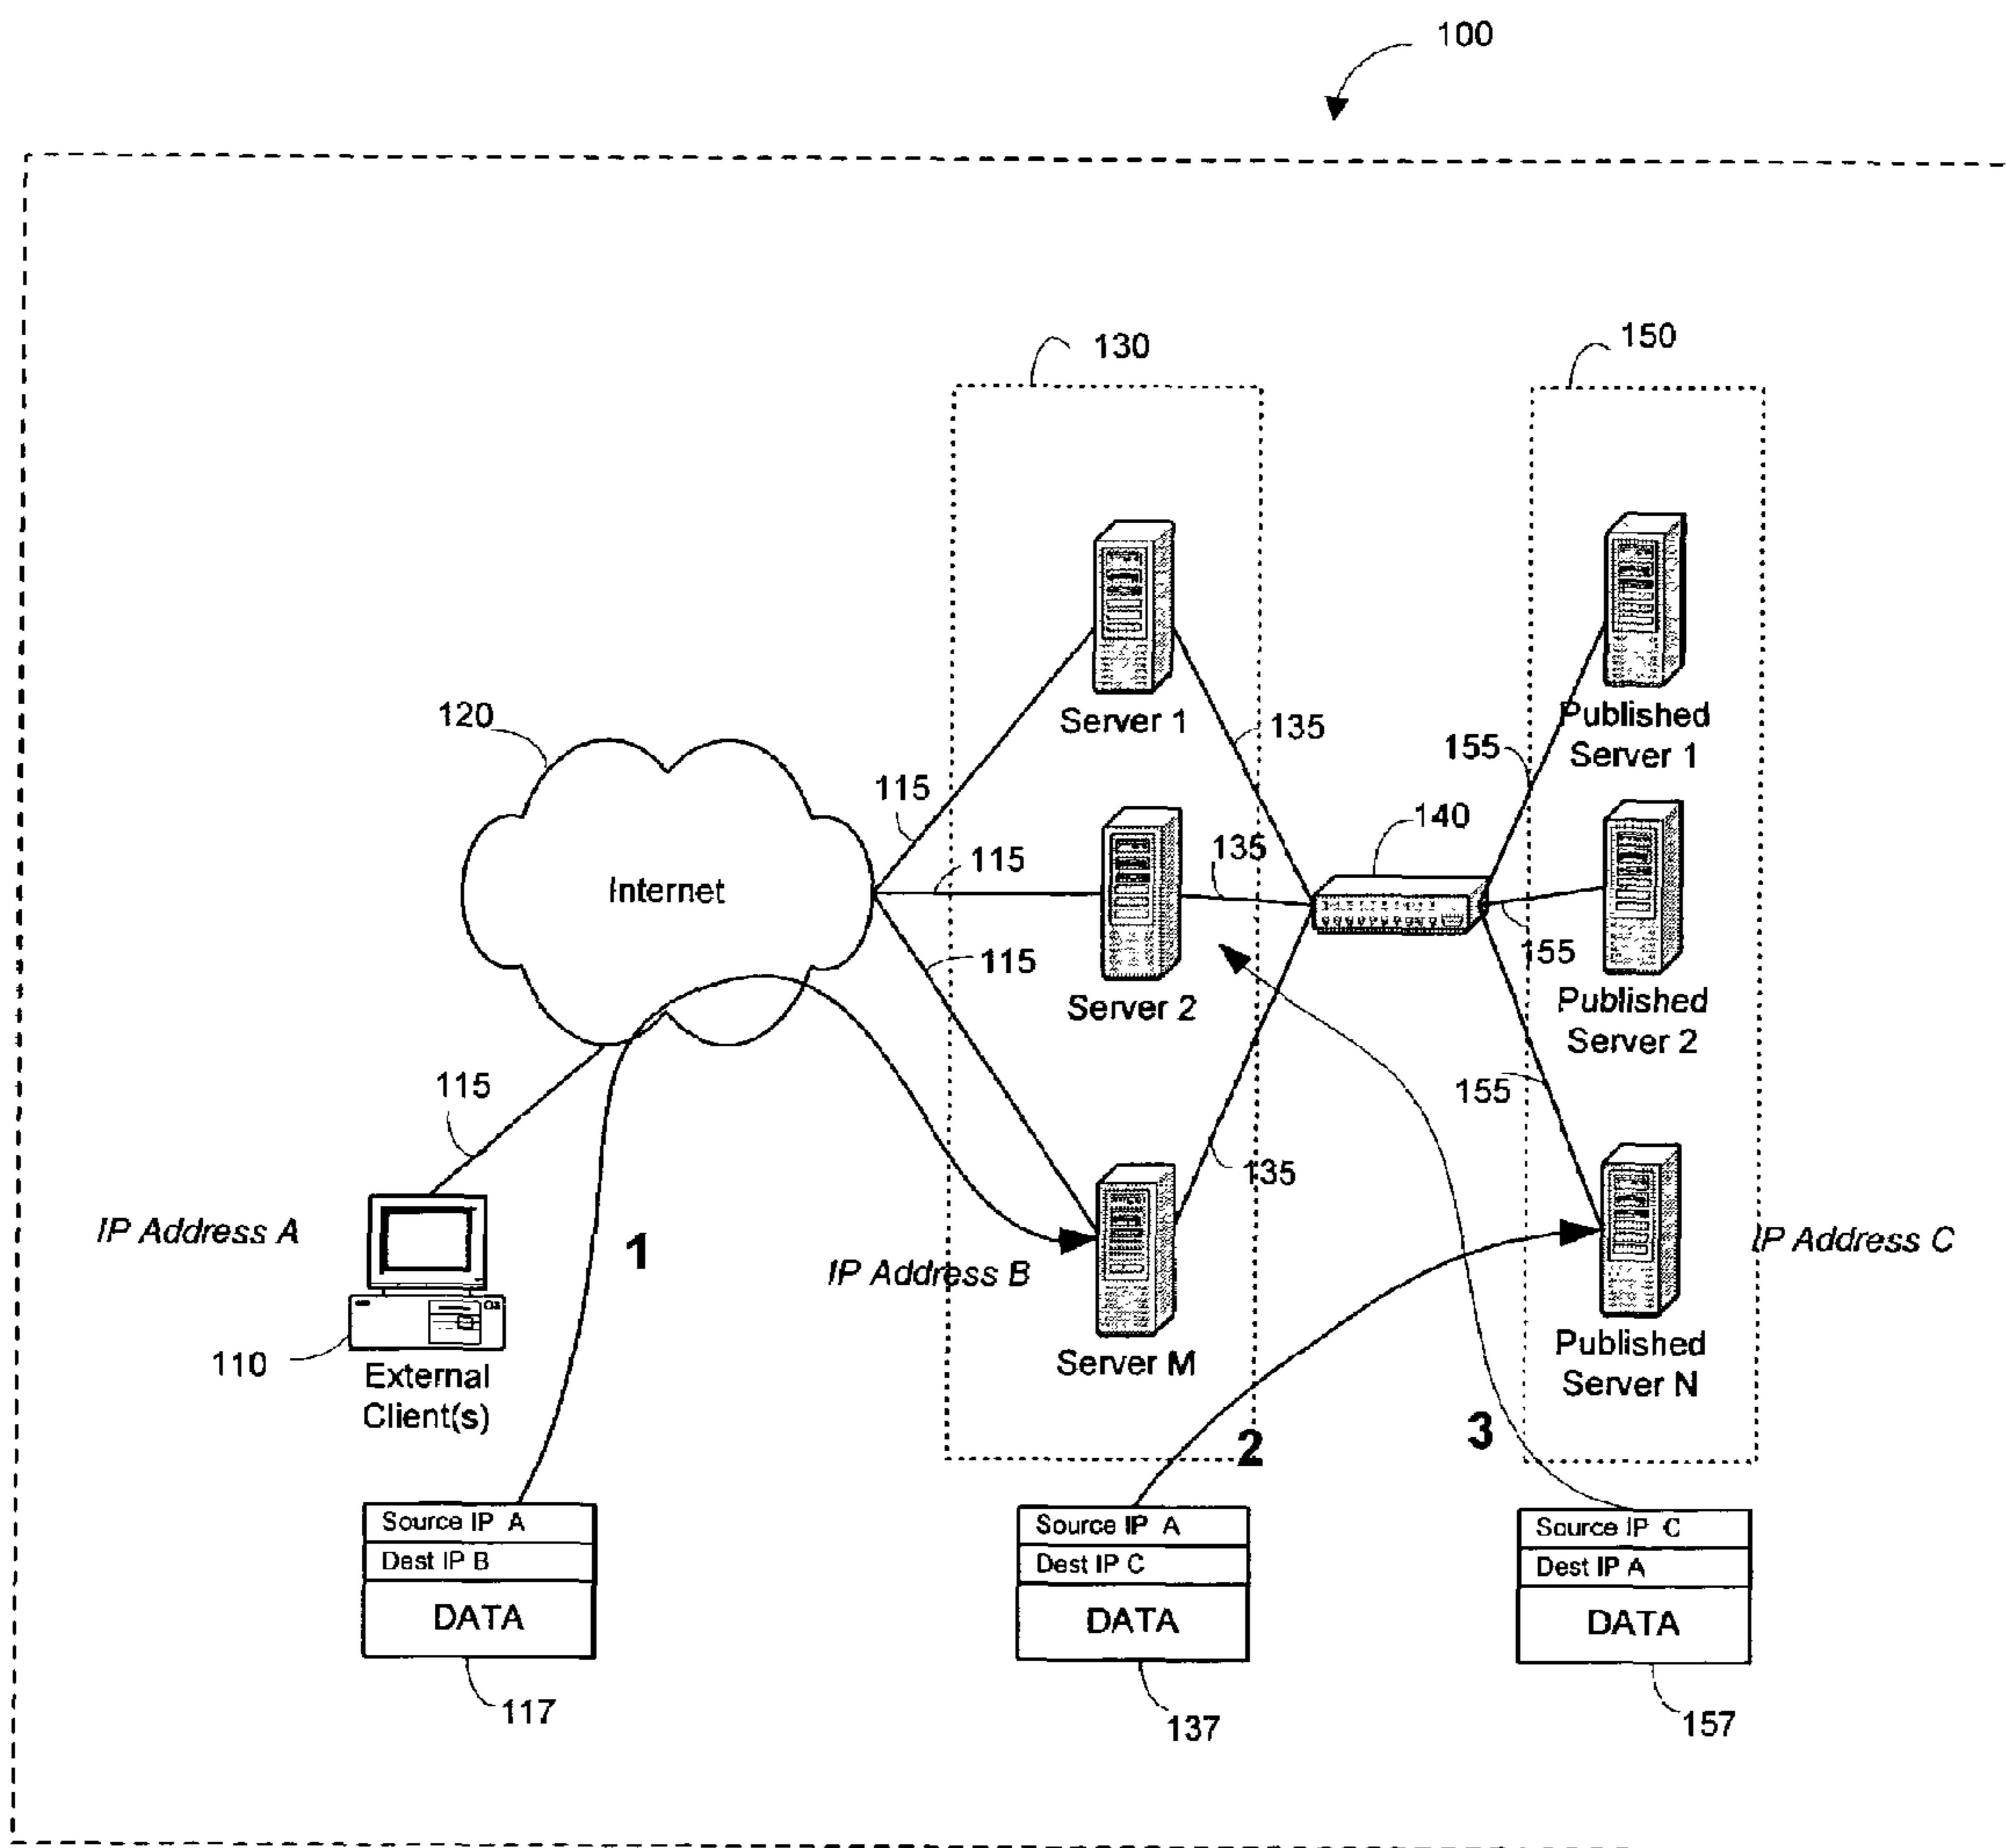 100
130
150
Server 1
135
Published
Server 1
155
120
115
140
Internet
115
135
115
155
Server 2
Published
Server 2
115
155
135
IP Address A
1
IP Address B
IP Address C
110
External
Client(s)
Server M
Published
Server N
2
3
Source IP A
Dest IP B
DATA
117
Source IP A
Dest IP C
DATA
137
Source IP C
Dest IP A
DATA
157